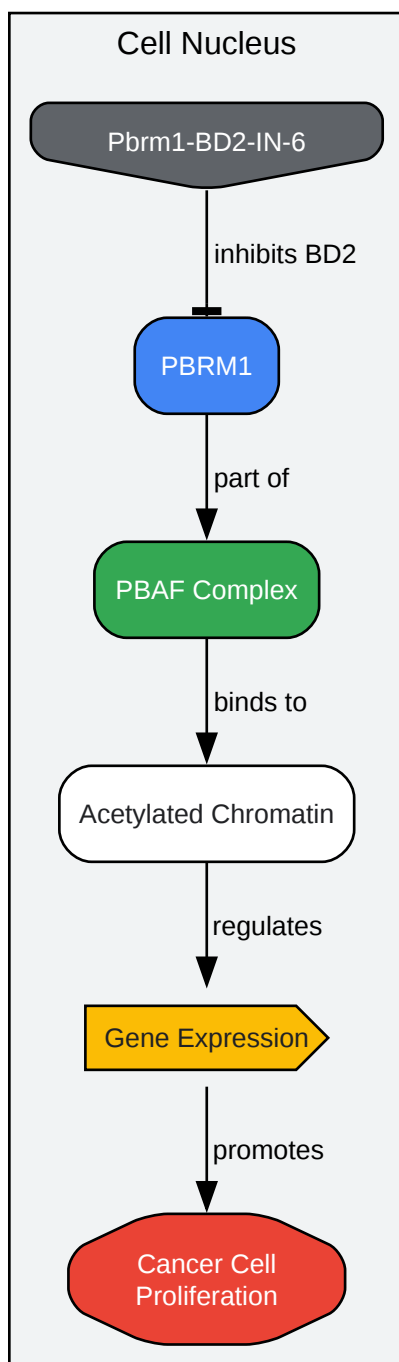 Cell Nucleus
Pbrm1-BD2-IN-6
inhibits BD2
PBRM1
part of
PBAF Complex
binds to
Acetylated Chromatin
regulates
Gene Expression
promotes
Cancer Cell
Proliferation